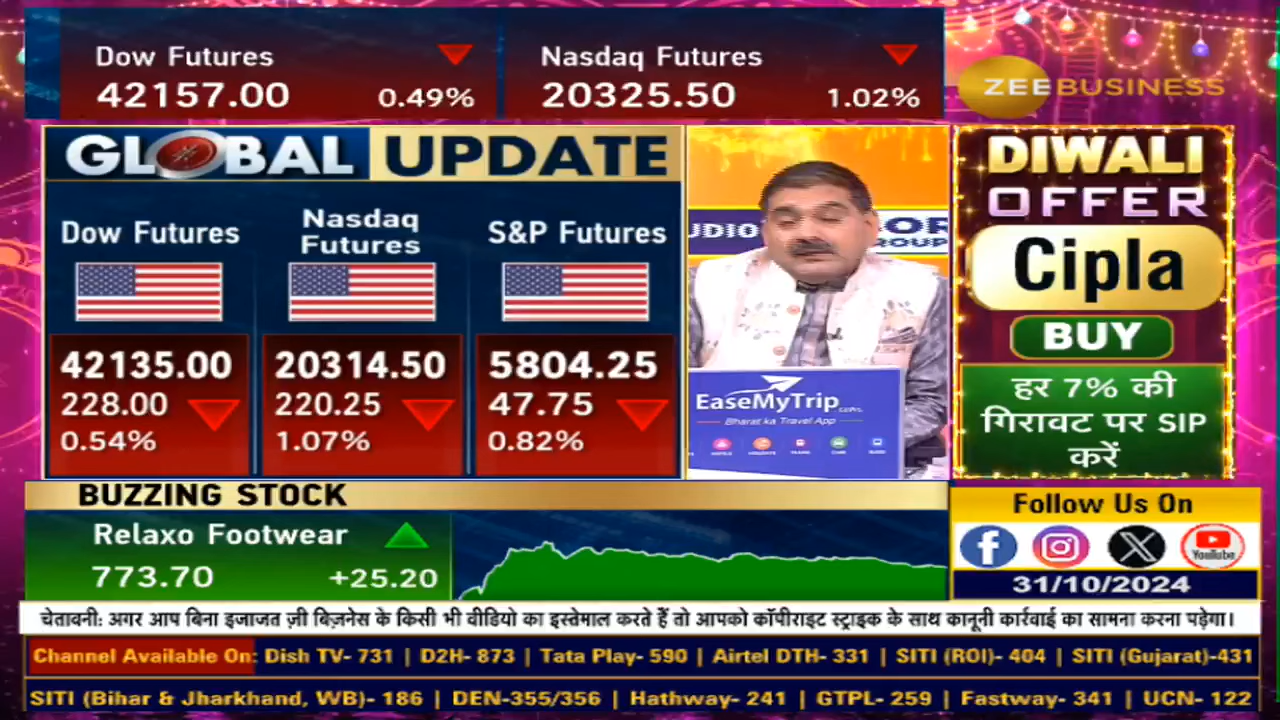 Dow Futures
42157.00 0.49%
Nasdaq Futures
20325.50 1.02%
ZEE BUSINESS
GLOBAL UPDATE
Dow Futures
42135.00
228.00
0.54%
Nasdaq
Futures
20314.50
220.25
1.07%
S&P Futures
5804.25
47.75
0.82%
EaseMyTrip
Bharat ka Travel App
DIWALI
OFFER
Cipla
BUY
हर 7% की
गिरावट पर SIP
करें
BUZZING STOCK
Relaxo Footwear
773.70 +25.20
Follow Us On
YouTube
31/10/2024
चेतावनी: अगर आप बिना इजाजत ज़ी बिज़नेस के किसी भी वीडियो का इस्तेमाल करते हैं तो आपको कॉपीराइट स्ट्राइक के साथ कानूनी कार्रवाई का सामना करना पड़ेगा।
Channel Available On: Dish TV- 731 | D2H- 873 | Tata Play- 590 | Airtel DTH- 331 | SITI (ROI)- 404 | SITI (Gujarat)-431
SITI (Bihar & Jharkhand, WB)- 186 | DEN-355/356 | Hathway- 241 | GTPL- 259 | Fastway- 341 | UCN- 122